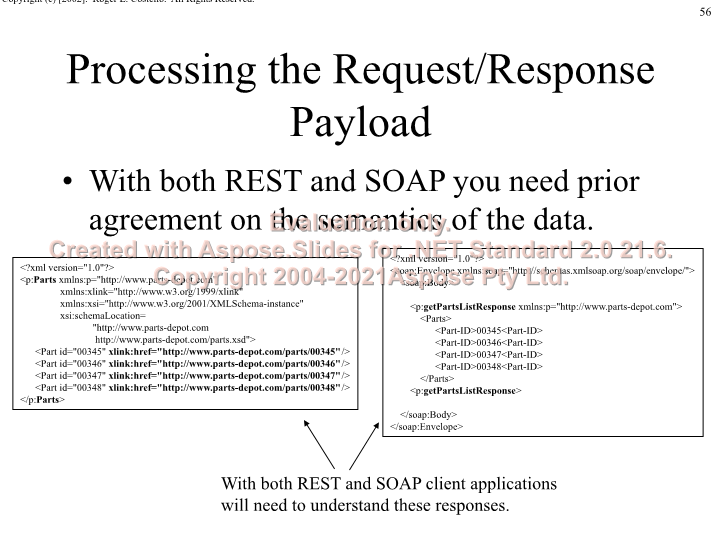 Copyright (c) [2002]. Roger L. Costello. All Rights Reserved.
56
Processing the Request/Response
Payload
• With both REST and SOAP you need prior
agreement on the semantics of the data.
Evaluation only.
Created with Aspose.Slides for .NET Standard 2.0 21.6.
Copyright 2004-2021Aspose Pty Ltd.
<?xml version="1.0"?>
<p:Parts xmlns:p="http://www.parts-depot.com"
xmlns:xlink="http://www.w3.org/1999/xlink"
xmlns:xsi="http://www.w3.org/2001/XMLSchema-instance"
xsi:schemaLocation=
"http://www.parts-depot.com
http://www.parts-depot.com/parts.xsd">
<Part id="00345" xlink:href="http://www.parts-depot.com/parts/00345"/>
<Part id="00346" xlink:href="http://www.parts-depot.com/parts/00346"/>
<Part id="00347" xlink:href="http://www.parts-depot.com/parts/00347"/>
<Part id="00348" xlink:href="http://www.parts-depot.com/parts/00348"/>
</p:Parts>
<?xml version="1.0"?>
<soap:Envelope xmlns:soap="http://schemas.xmlsoap.org/soap/envelope/">
<soap:Body>
<p:getPartsListResponse xmlns:p="http://www.parts-depot.com">
<Parts>
<Part-ID>00345<Part-ID>
<Part-ID>00346<Part-ID>
<Part-ID>00347<Part-ID>
<Part-ID>00348<Part-ID>
</Parts>
<p:getPartsListResponse>
</soap:Body>
</soap:Envelope>
With both REST and SOAP client applications
will need to understand these responses.